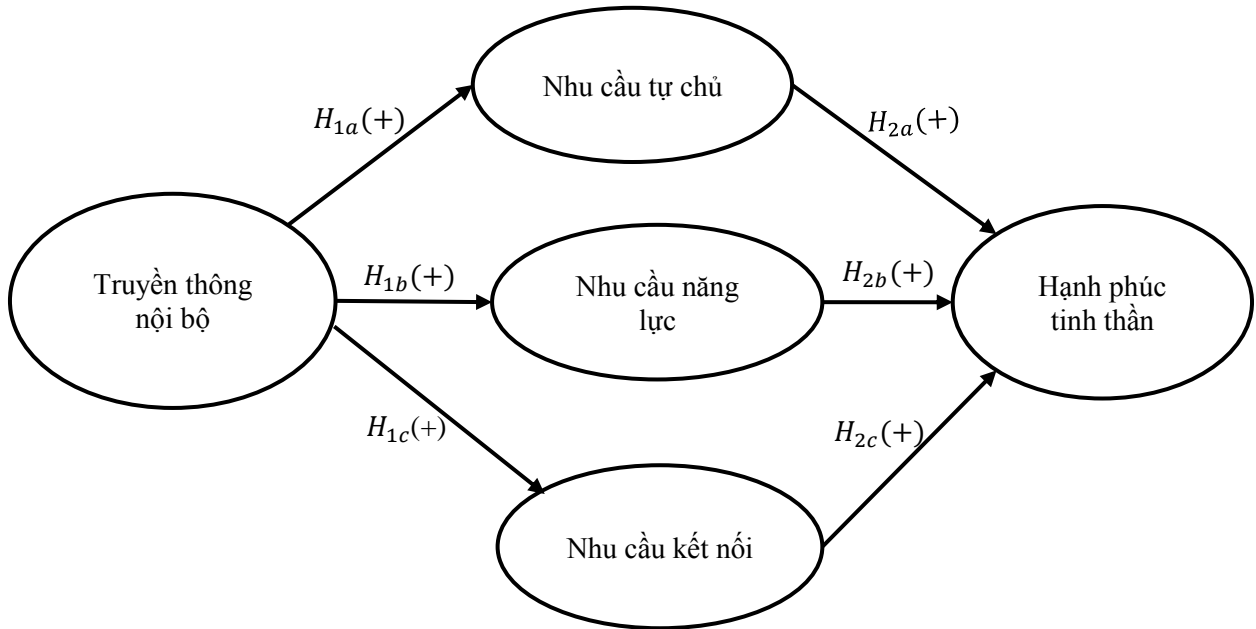 Nhu cầu tự chủ
H₁ₐ(+)
H₂ₐ(+)
Truyền thông
nội bộ
H₁b(+)
Nhu cầu năng
lực
H₂b(+)
Hạnh phúc
tinh thần
H₁c(+)
H₂c(+)
Nhu cầu kết nối